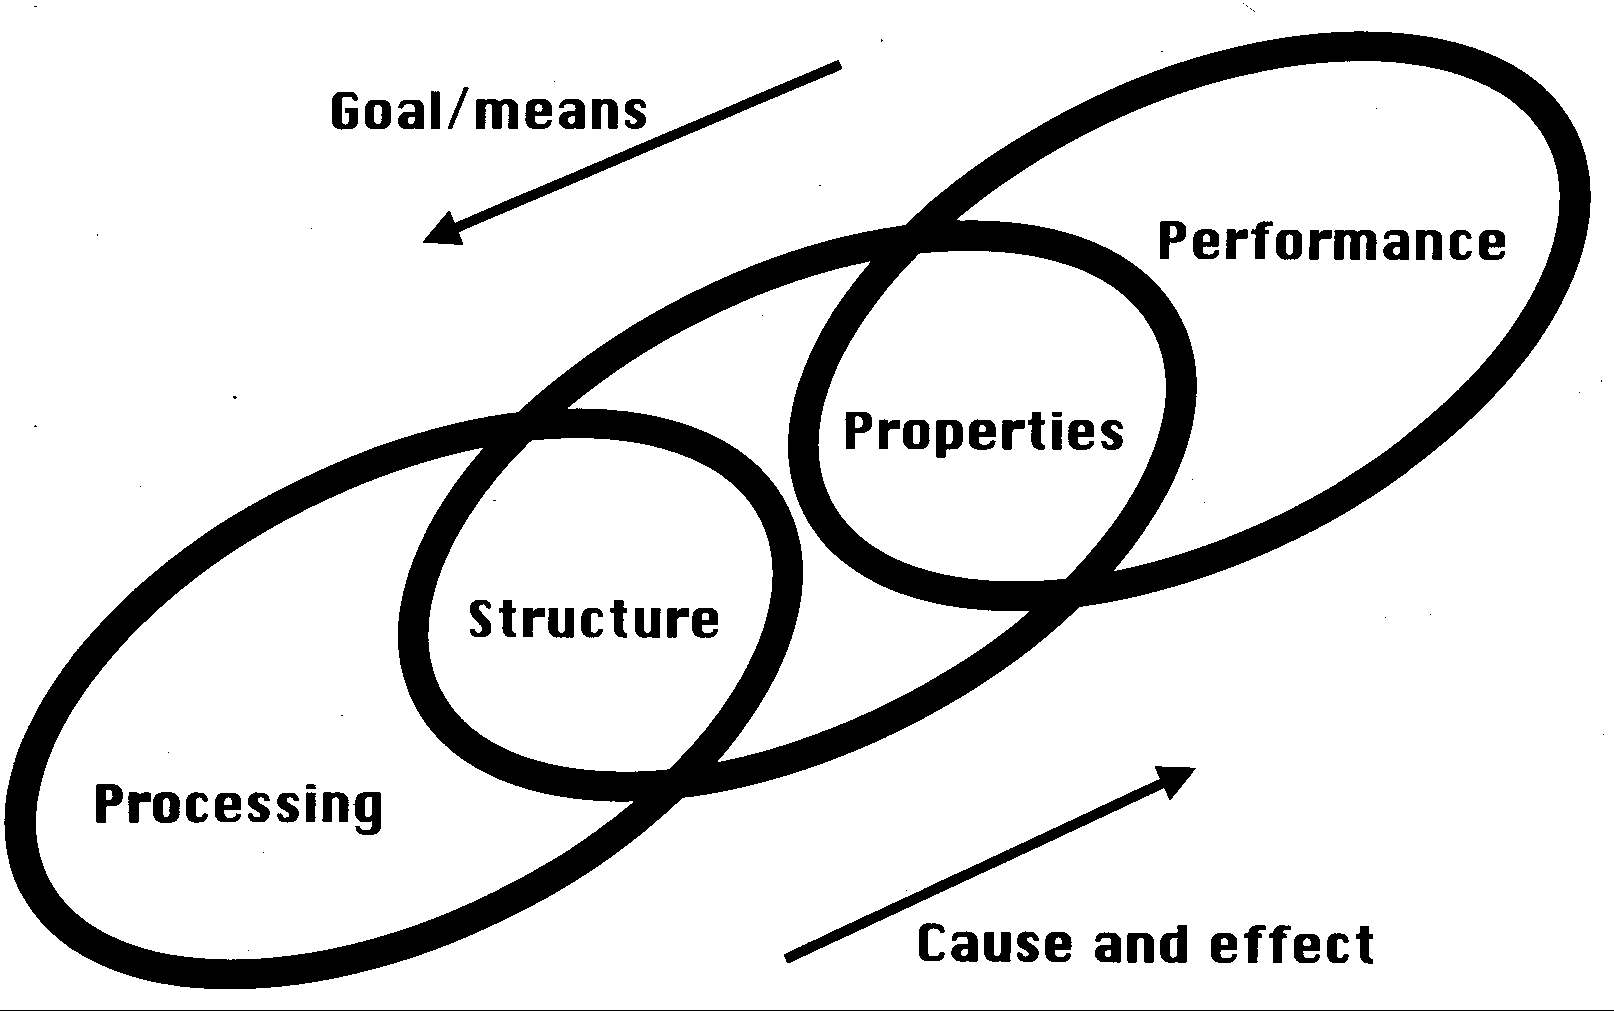 Goal/means
Performance
Properties
Structure
Processing
Cause and effect